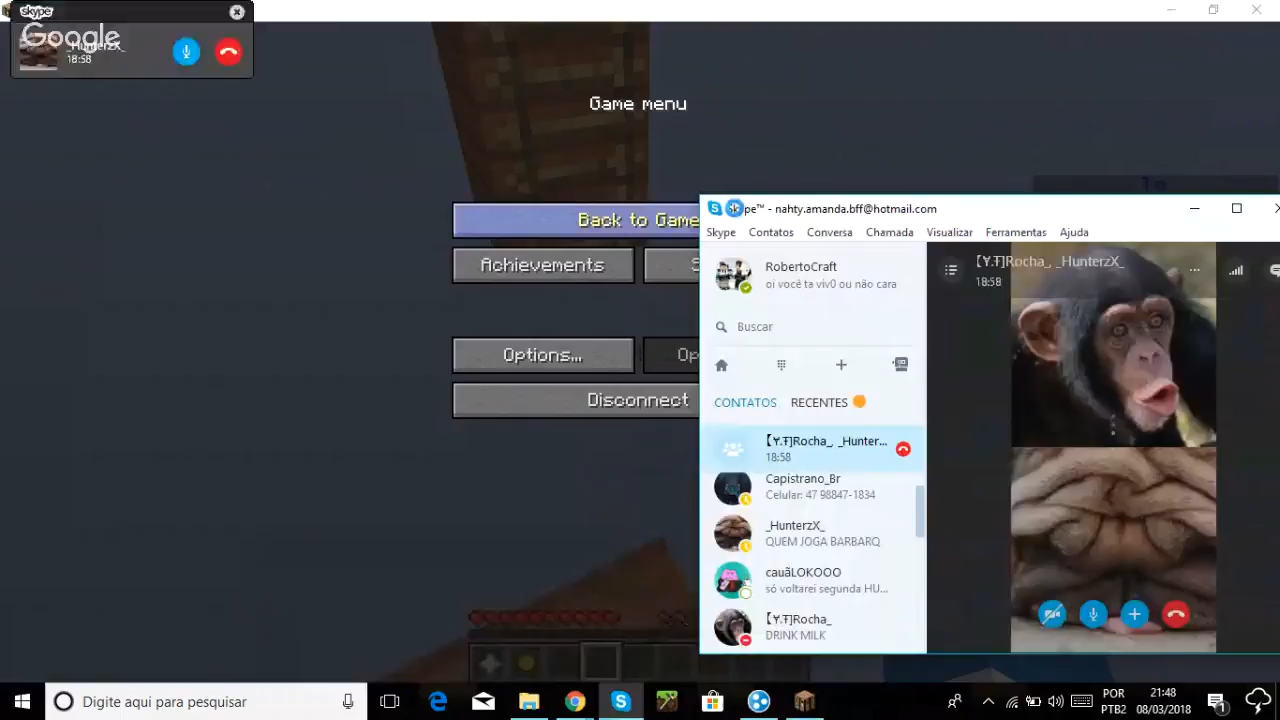 skype
Google
_HunterzX_
18:58
Game menu
Back to Game
Achievements
S
Options...
Op
Disconnect
skype™ - nahty.amanda.bff@hotmail.com
Skype Contatos Conversa Chamada Visualizar Ferramentas Ajuda
RobertoCraft
oi você ta viv0 ou não cara
Buscar
CONTATOS RECENTES
【Ɏ.Ŧ]Rocha_, _Hunter...
18:58
Capistrano_Br
Celular: 47 98847-1834
_HunterzX_
QUEM JOGA BARBARQ
cauãLOKOOO
só voltarei segunda HU...
【Ɏ.Ŧ]Rocha_
DRINK MILK
【Ɏ.Ŧ]Rocha_, _HunterzX_
18:58
Digite aqui para pesquisar
POR
PTB2
21:48
08/03/2018
1